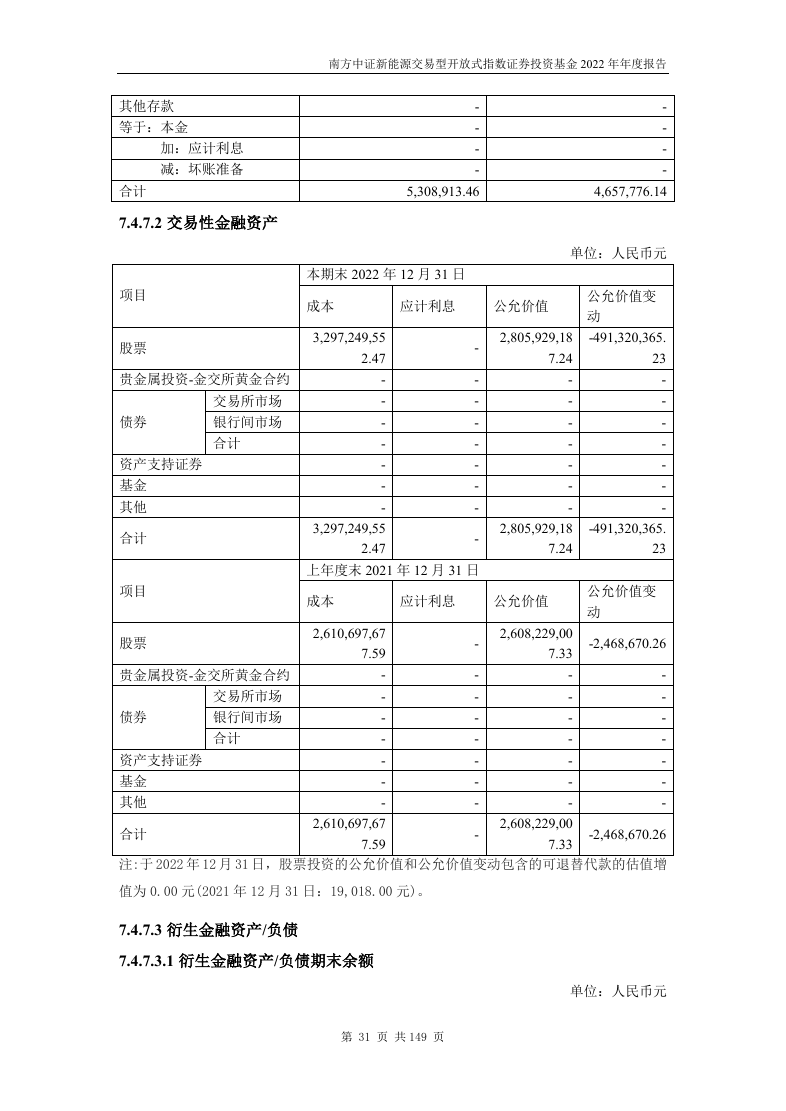 南方中证新能源交易型开放式指数证券投资基金 2022 年年度报告
其他存款 - -
等于：本金 - -
加：应计利息 - -
减：坏账准备 - -
合计 5,308,913.46 4,657,776.14
7.4.7.2 交易性金融资产
单位：人民币元
项目 本期末 2022 年 12 月 31 日
成本 应计利息 公允价值 公允价值变
动
股票 3,297,249,55 - 2,805,929,18 -491,320,365.
2.47 7.24 23
贵金属投资-金交所黄金合约 - - - -
债券 交易所市场 - - - -
银行间市场 - - - -
合计 - - - -
资产支持证券 - - - -
基金 - - - -
其他 - - - -
合计 3,297,249,55 - 2,805,929,18 -491,320,365.
2.47 7.24 23
项目 上年度末 2021 年 12 月 31 日
成本 应计利息 公允价值 公允价值变
动
股票 2,610,697,67 - 2,608,229,00 -2,468,670.26
7.59 7.33
贵金属投资-金交所黄金合约 - - - -
债券 交易所市场 - - - -
银行间市场 - - - -
合计 - - - -
资产支持证券 - - - -
基金 - - - -
其他 - - - -
合计 2,610,697,67 - 2,608,229,00 -2,468,670.26
7.59 7.33
注:于 2022 年 12 月 31 日，股票投资的公允价值和公允价值变动包含的可退替代款的估值增
值为 0.00 元(2021 年 12 月 31 日：19,018.00 元)。
7.4.7.3 衍生金融资产/负债
7.4.7.3.1 衍生金融资产/负债期末余额
单位：人民币元
第 31 页 共 149 页